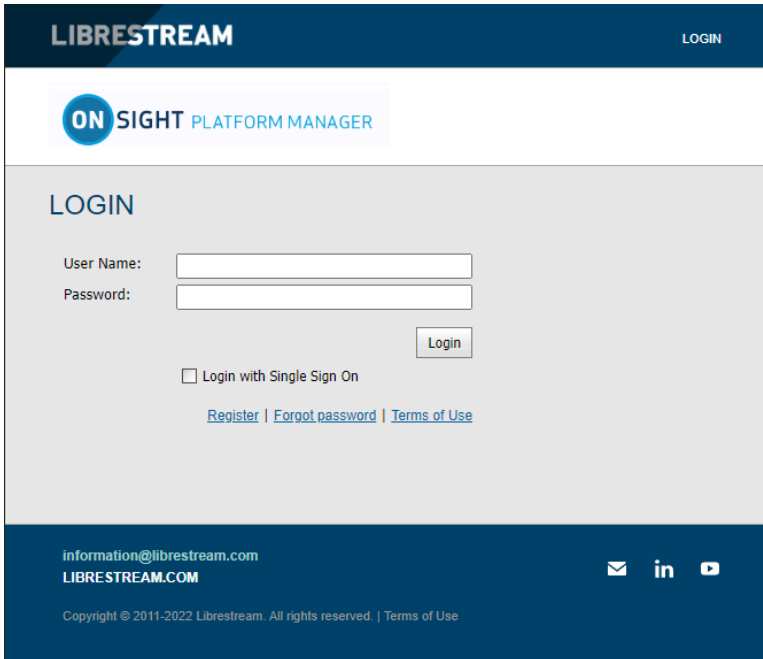 LIBRESTREAM
LOGIN
ON SIGHT PLATFORM MANAGER
LOGIN
User Name:
Password:
Login
Login with Single Sign On
Register | Forgot password | Terms of Use
information@librestream.com
LIBRESTREAM.COM
in
Copyright © 2011-2022 Librestream. All rights reserved. | Terms of Use